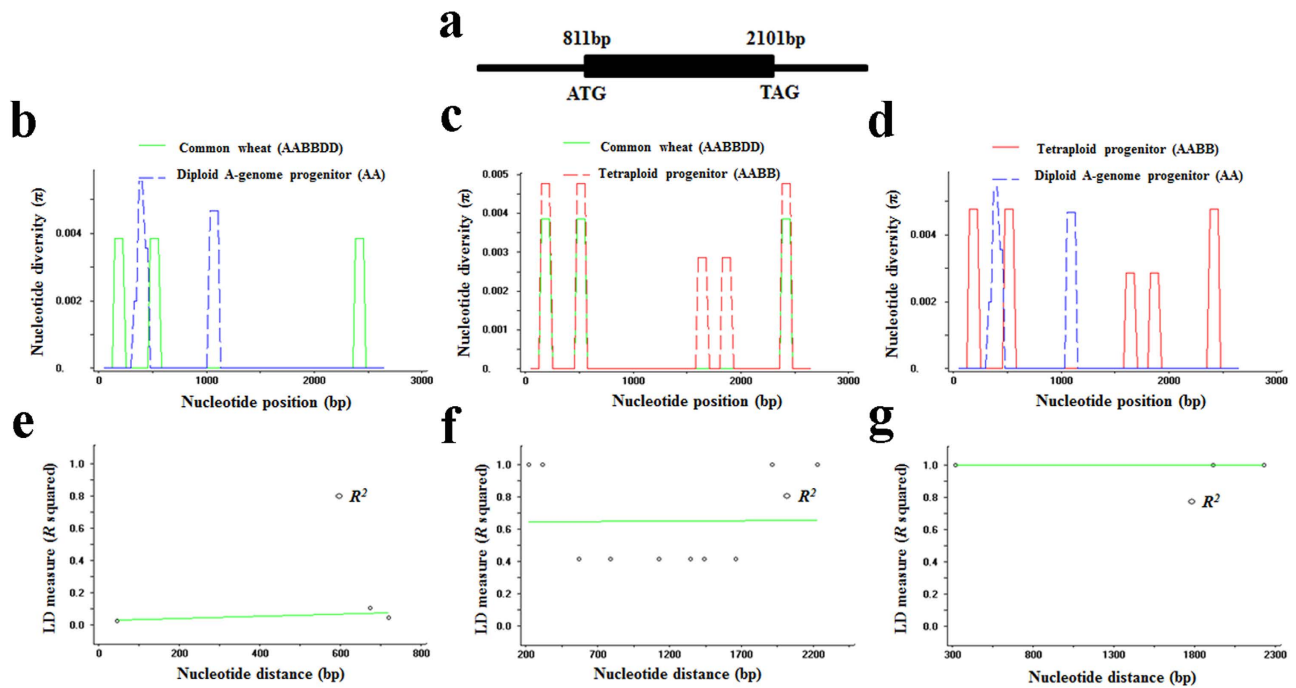 a
811bp 2101bp
ATG TAG
b
Common wheat (AABBDD)
Diploid A-genome progenitor (AA)
Nucleotide diversity (π)
0.004
0.002
0.
0 1000 2000 3000
Nucleotide position (bp)
c
Common wheat (AABBDD)
Tetraploid progenitor (AABB)
Nucleotide diversity (π)
0.005
0.004
0.003
0.002
0.001
0.
0 1000 2000 3000
Nucleotide position (bp)
d
Tetraploid progenitor (AABB)
Diploid A-genome progenitor (AA)
Nucleotide diversity (π)
0.004
0.002
0.
0 1000 2000 3000
Nucleotide position (bp)
e
LD measure (R squared)
1.0
0.8
0.6
0.4
0.2
0.0
R²
0 200 400 600 800
Nucleotide distance (bp)
f
LD measure (R squared)
1.0
0.8
0.6
0.4
0.2
0.0
R²
200 700 1200 1700 2200
Nucleotide distance (bp)
g
LD measure (R squared)
1.0
0.8
0.6
0.4
0.2
0.0
R²
300 800 1300 1800 2300
Nucleotide distance (bp)